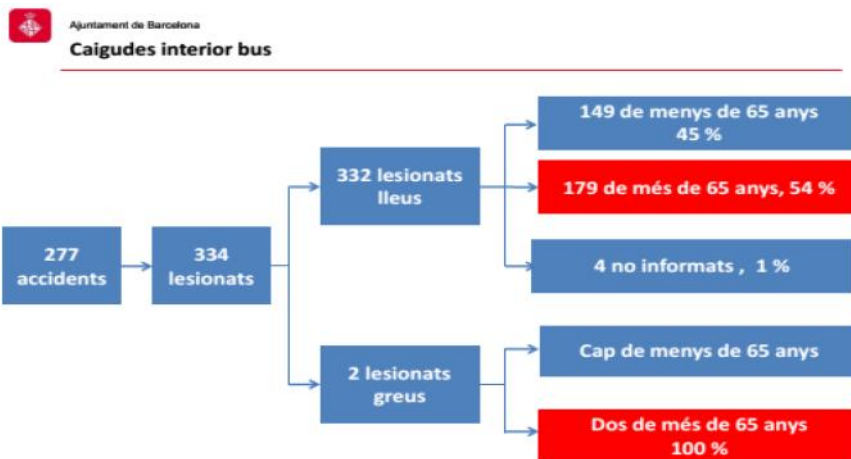 Ajuntament de Barcelona
Caigudes interior bus
277
accidents
334
lesionats
332 lesionats
lleus
149 de menys de 65 anys
45 %
179 de més de 65 anys, 54 %
4 no informats , 1 %
2 lesionats
greus
Cap de menys de 65 anys
Dos de més de 65 anys
100 %